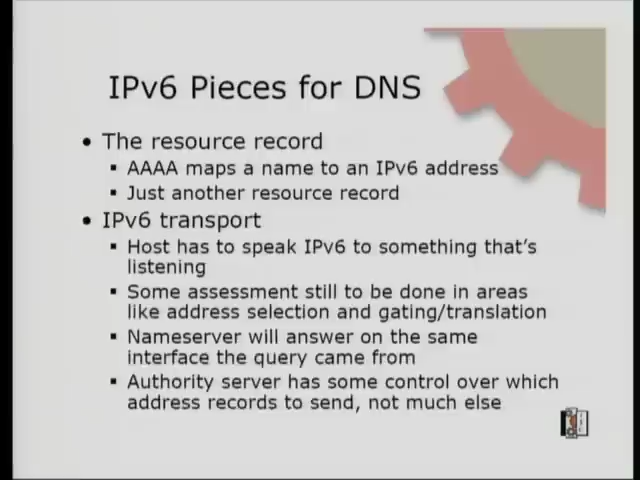 IPv6 Pieces for DNS
• The resource record
▪ AAAA maps a name to an IPv6 address
▪ Just another resource record
• IPv6 transport
▪ Host has to speak IPv6 to something that's
listening
▪ Some assessment still to be done in areas
like address selection and gating/translation
▪ Nameserver will answer on the same
interface the query came from
▪ Authority server has some control over which
address records to send, not much else